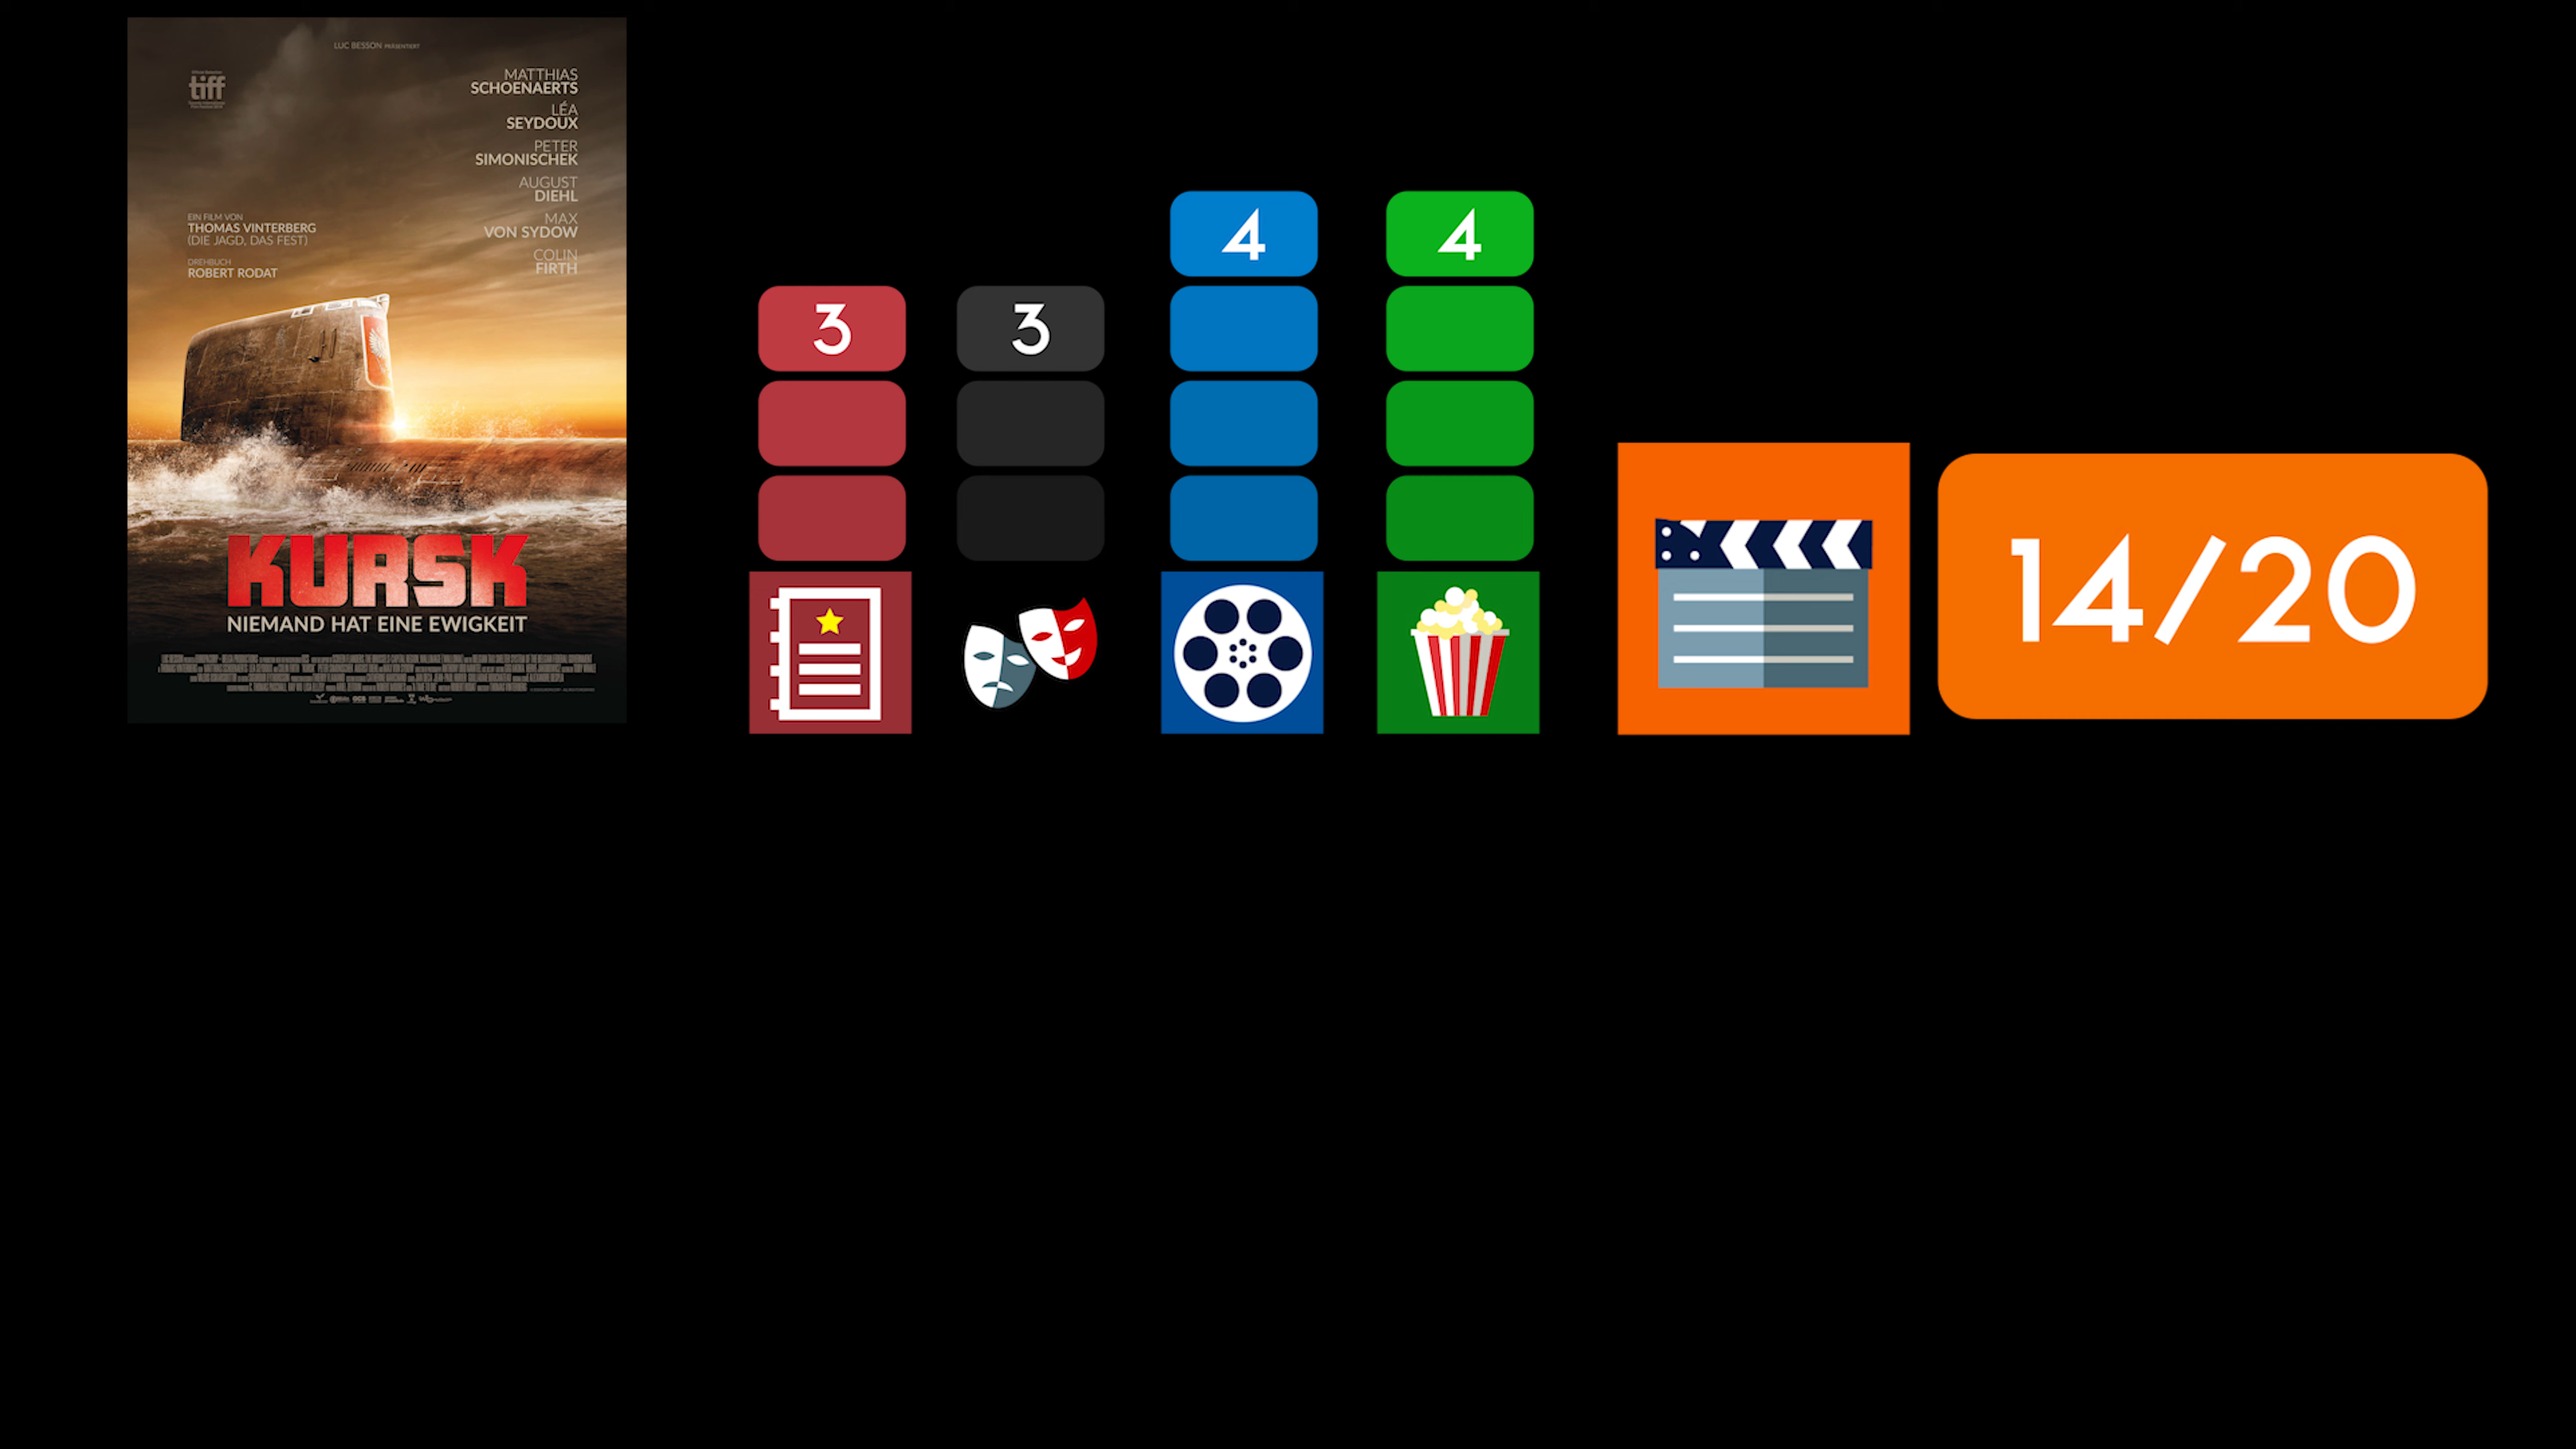 LUC BESSON PRÄSENTIERT
tiff
MATTHIAS
SCHOENAERTS
LÉA
SEYDOUX
PETER
SIMONISCHEK
AUGUST
DIEHL
MAX
VON SYDOW
COLIN
FIRTH
EIN FILM VON
THOMAS VINTERBERG
(DIE JAGD, DAS FEST)
DREHBUCH
ROBERT RODAT
KURSK
NIEMAND HAT EINE EWIGKEIT
3
3
4
4
14/20